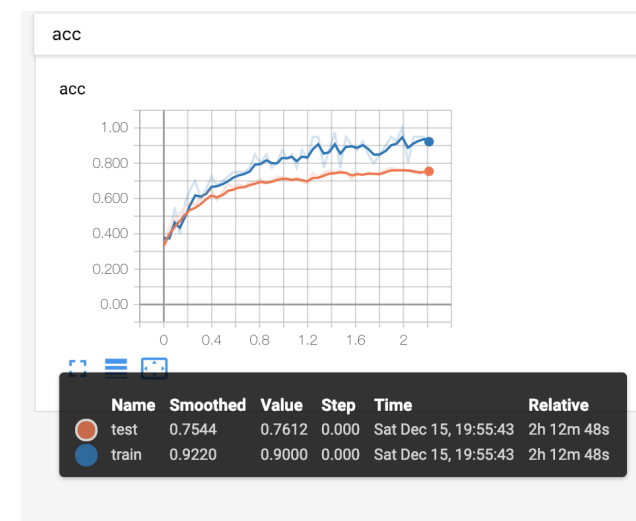 acc
acc
1.00
0.800
0.600
0.400
0.200
0.00
0 0.4 0.8 1.2 1.6 2
Name Smoothed Value Step Time Relative
test 0.7544 0.7612 0.000 Sat Dec 15, 19:55:43 2h 12m 48s
train 0.9220 0.9000 0.000 Sat Dec 15, 19:55:43 2h 12m 48s